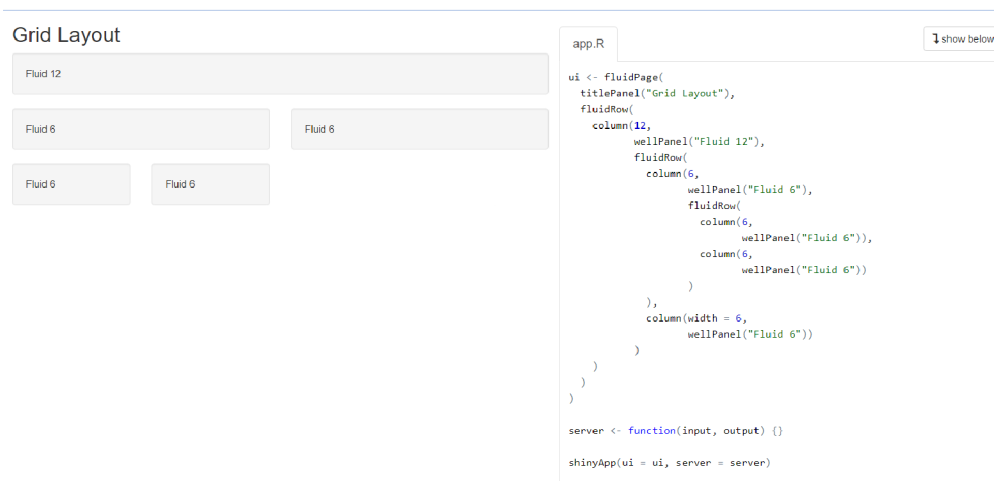 Grid Layout
Fluid 12
Fluid 6
Fluid 6
Fluid 6
Fluid 6
app.R
show below
ui <- fluidPage(
  titlePanel("Grid Layout"),
  fluidRow(
    column(12,
           wellPanel("Fluid 12"),
           fluidRow(
             column(6,
                    wellPanel("Fluid 6"),
                    fluidRow(
                      column(6,
                             wellPanel("Fluid 6")),
                      column(6,
                             wellPanel("Fluid 6"))
                    )
             ),
             column(width = 6,
                    wellPanel("Fluid 6"))
           )
    )
  )
)
server <- function(input, output) {}
shinyApp(ui = ui, server = server)